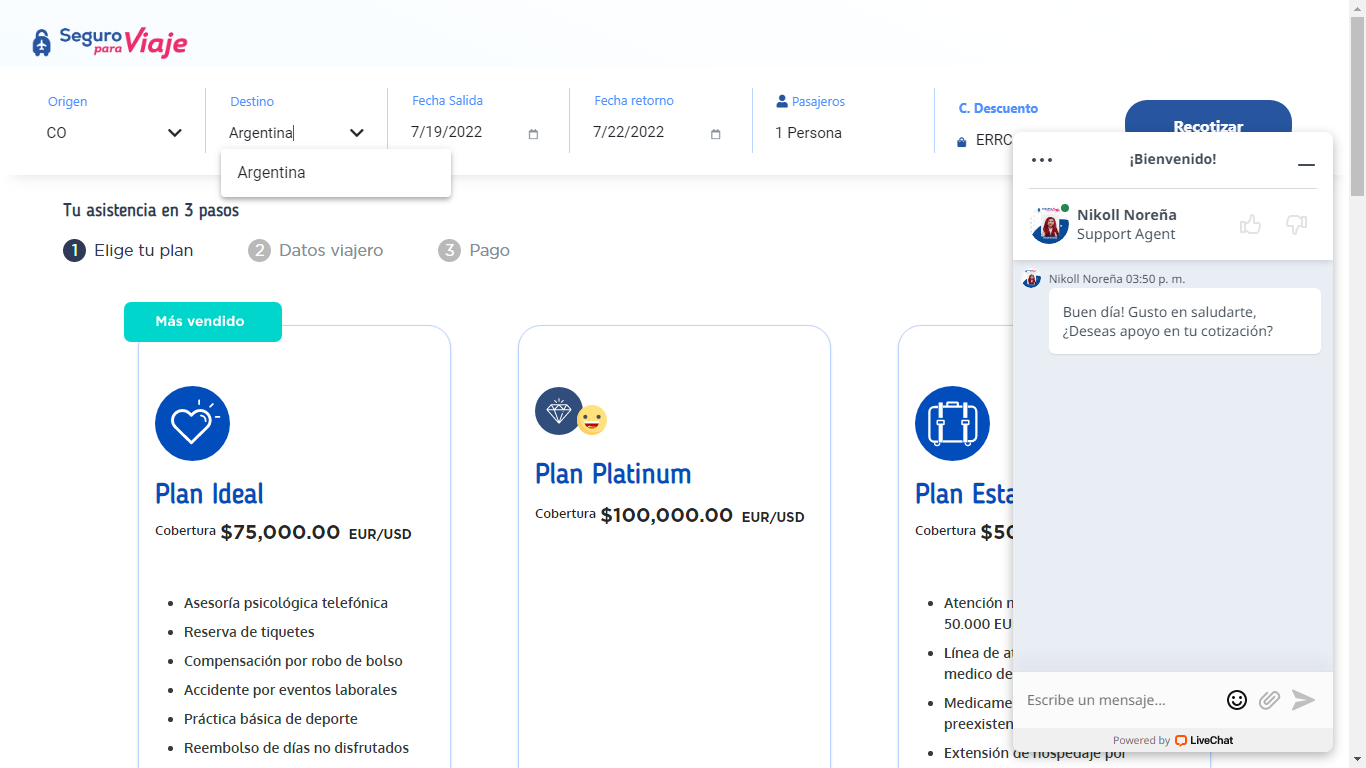 Seguro
para Viaje
Origen
CO
Destino
Argentina
Argentina
Fecha Salida
7/19/2022
Fecha retorno
7/22/2022
Pasajeros
1 Persona
C. Descuento
ERRC
Recotizar
Tu asistencia en 3 pasos
1 Elige tu plan
2 Datos viajero
3 Pago
Más vendido
Plan Ideal
Cobertura $75,000.00 EUR/USD
• Asesoría psicológica telefónica
• Reserva de tiquetes
• Compensación por robo de bolso
• Accidente por eventos laborales
• Práctica básica de deporte
• Reembolso de días no disfrutados
Plan Platinum
Cobertura $100,000.00 EUR/USD
Plan Esta
Cobertura $50
• Atención m
50.000 EU
• Línea de at
medico de
• Medicame
preexisten
• Extensión de hospedaje por
¡Bienvenido!
Nikoll Noreña
Support Agent
Nikoll Noreña 03:50 p. m.
Buen día! Gusto en saludarte,
¿Deseas apoyo en tu cotización?
Escribe un mensaje...
Powered by LiveChat